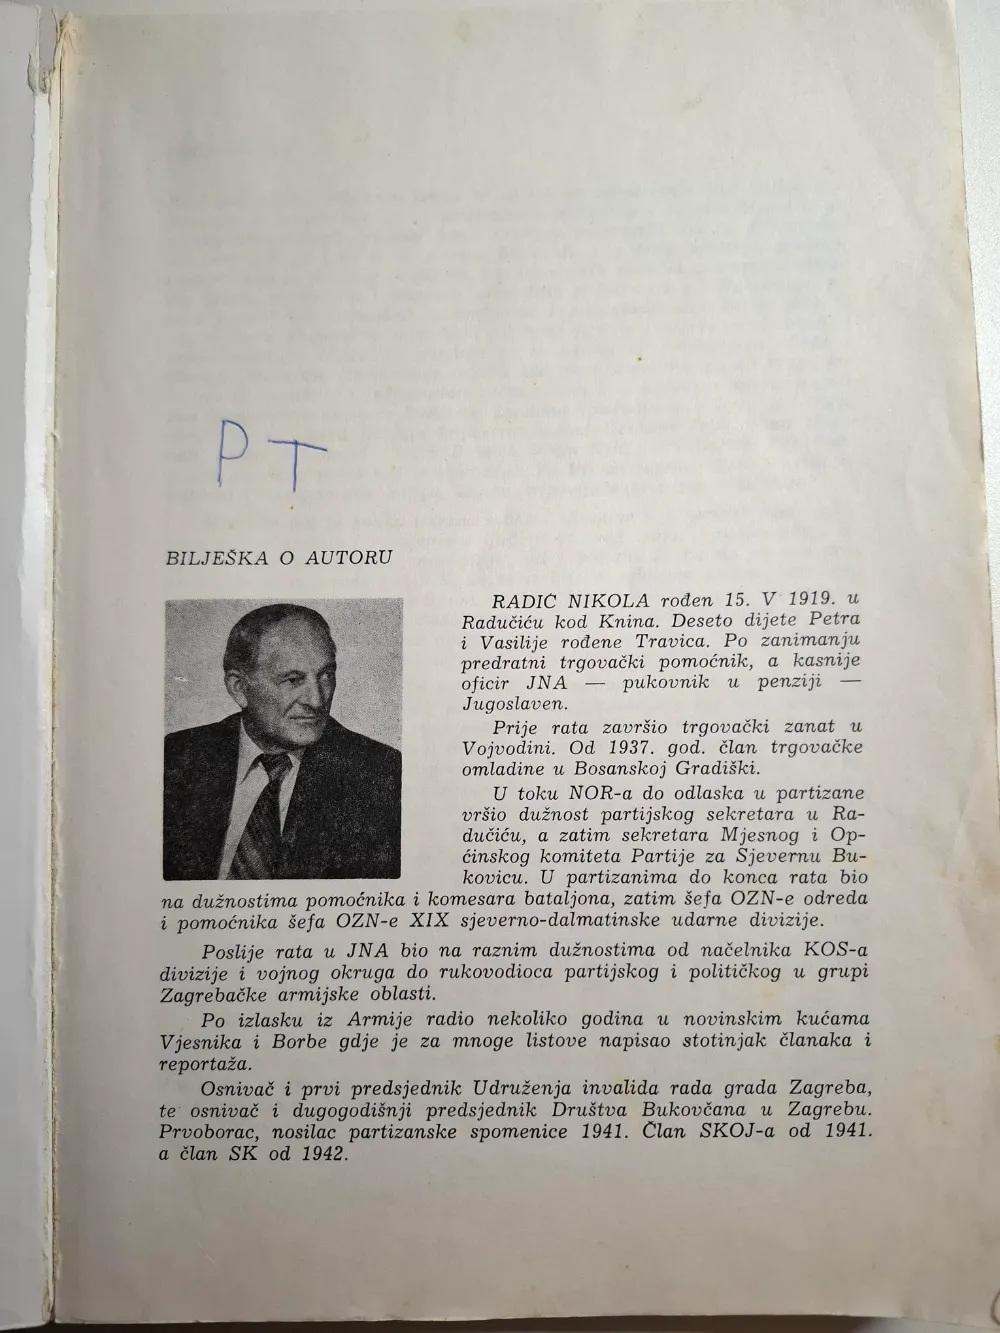 P T
BILJEŠKA O AUTORU
RADIĆ NIKOLA rođen 15. V 1919. u
Radučiću kod Knina. Deseto dijete Petra
i Vasilije rođene Travica. Po zanimanju
predratni trgovački pomoćnik, a kasnije
oficir JNA — pukovnik u penziji —
Jugoslaven.
Prije rata završio trgovački zanat u
Vojvodini. Od 1937. god. član trgovačke
omladine u Bosanskoj Gradiški.
U toku NOR-a do odlaska u partizane
vršio dužnost partijskog sekretara u Ra-
dučiću, a zatim sekretara Mjesnog i Op-
ćinskog komiteta Partije za Sjevernu Bu-
kovicu. U partizanima do konca rata bio
na dužnostima pomoćnika i komesara bataljona, zatim šefa OZN-e odreda
i pomoćnika šefa OZN-e XIX sjeverno-dalmatinske udarne divizije.
Poslije rata u JNA bio na raznim dužnostima od načelnika KOS-a
divizije i vojnog okruga do rukovodioca partijskog i političkog u grupi
Zagrebačke armijske oblasti.
Po izlasku iz Armije radio nekoliko godina u novinskim kućama
Vjesnika i Borbe gdje je za mnoge listove napisao stotinjak članaka i
reportaža.
Osnivač i prvi predsjednik Udruženja invalida rada grada Zagreba,
te osnivač i dugogodišnji predsjednik Društva Bukovčana u Zagrebu.
Prvoborac, nosilac partizanske spomenice 1941. Član SKOJ-a od 1941.
a član SK od 1942.